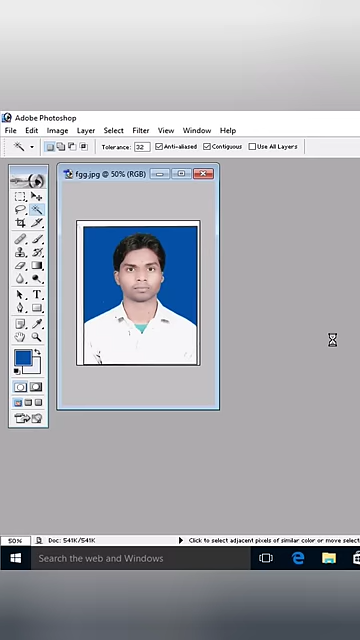 Adobe Photoshop
File Edit Image Layer Select Filter View Window Help
Tolerance: 32 Anti-aliased Contiguous Use All Layers
fgg.jpg @ 50% (RGB)
T
50% Doc: 541K/541K Click to select adjacent pixels of similar color or move select
Search the web and Windows